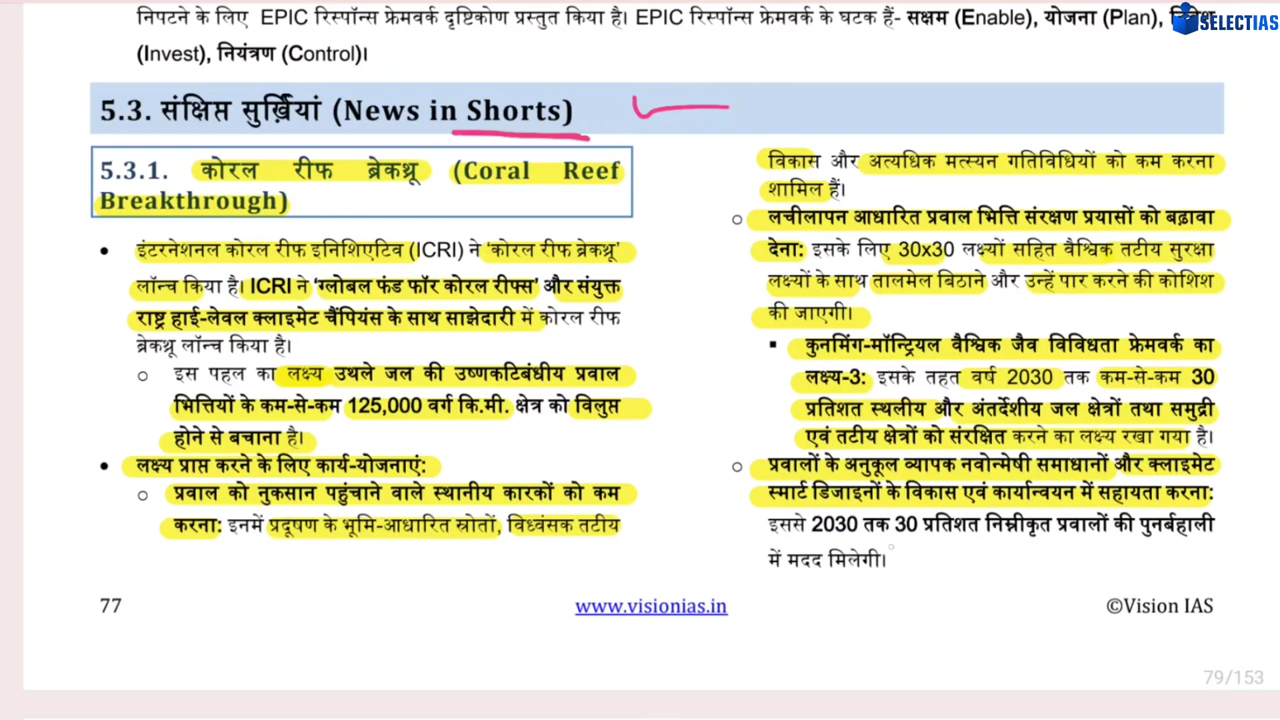 निपटने के लिए EPIC रिस्पॉन्स फ्रेमवर्क दृष्टिकोण प्रस्तुत किया है। EPIC रिस्पॉन्स फ्रेमवर्क के घटक हैं- सक्षम (Enable), योजना (Plan),
SELECTIAS
(Invest), नियंत्रण (Control)।
5.3. संक्षिप्त सुर्ख़ियां (News in Shorts)
5.3.1. कोरल रीफ ब्रेकथ्रू (Coral Reef
Breakthrough)
• इंटरनेशनल कोरल रीफ इनिशिएटिव (ICRI) ने 'कोरल रीफ ब्रेकथ्रू'
लॉन्च किया है। ICRI ने 'ग्लोबल फंड फॉर कोरल रीफ्स' और संयुक्त
राष्ट्र हाई-लेवल क्लाइमेट चैंपियंस के साथ साझेदारी में कोरल रीफ
ब्रेकथ्रू लॉन्च किया है।
○ इस पहल का लक्ष्य उथले जल की उष्णकटिबंधीय प्रवाल
भित्तियों के कम-से-कम 125,000 वर्ग कि.मी. क्षेत्र को विलुप्त
होने से बचाना है।
• लक्ष्य प्राप्त करने के लिए कार्य-योजनाएं:
○ प्रवाल को नुकसान पहुंचाने वाले स्थानीय कारकों को कम
करना: इनमें प्रदूषण के भूमि-आधारित स्रोतों, विध्वंसक तटीय
विकास और अत्यधिक मत्स्यन गतिविधियों को कम करना
शामिल हैं।
○ लचीलापन आधारित प्रवाल भित्ति संरक्षण प्रयासों को बढ़ावा
देना: इसके लिए 30x30 लक्ष्यों सहित वैश्विक तटीय सुरक्षा
लक्ष्यों के साथ तालमेल बिठाने और उन्हें पार करने की कोशिश
की जाएगी।
▪ कुनमिंग-मॉन्ट्रियल वैश्विक जैव विविधता फ्रेमवर्क का
लक्ष्य-3: इसके तहत वर्ष 2030 तक कम-से-कम 30
प्रतिशत स्थलीय और अंतर्देशीय जल क्षेत्रों तथा समुद्री
एवं तटीय क्षेत्रों को संरक्षित करने का लक्ष्य रखा गया है।
○ प्रवालों के अनुकूल व्यापक नवोन्मेषी समाधानों और क्लाइमेट
स्मार्ट डिजाइनों के विकास एवं कार्यान्वयन में सहायता करना:
इससे 2030 तक 30 प्रतिशत निम्नीकृत प्रवालों की पुनर्बहाली
में मदद मिलेगी।
77
www.visionias.in
©Vision IAS
79/153